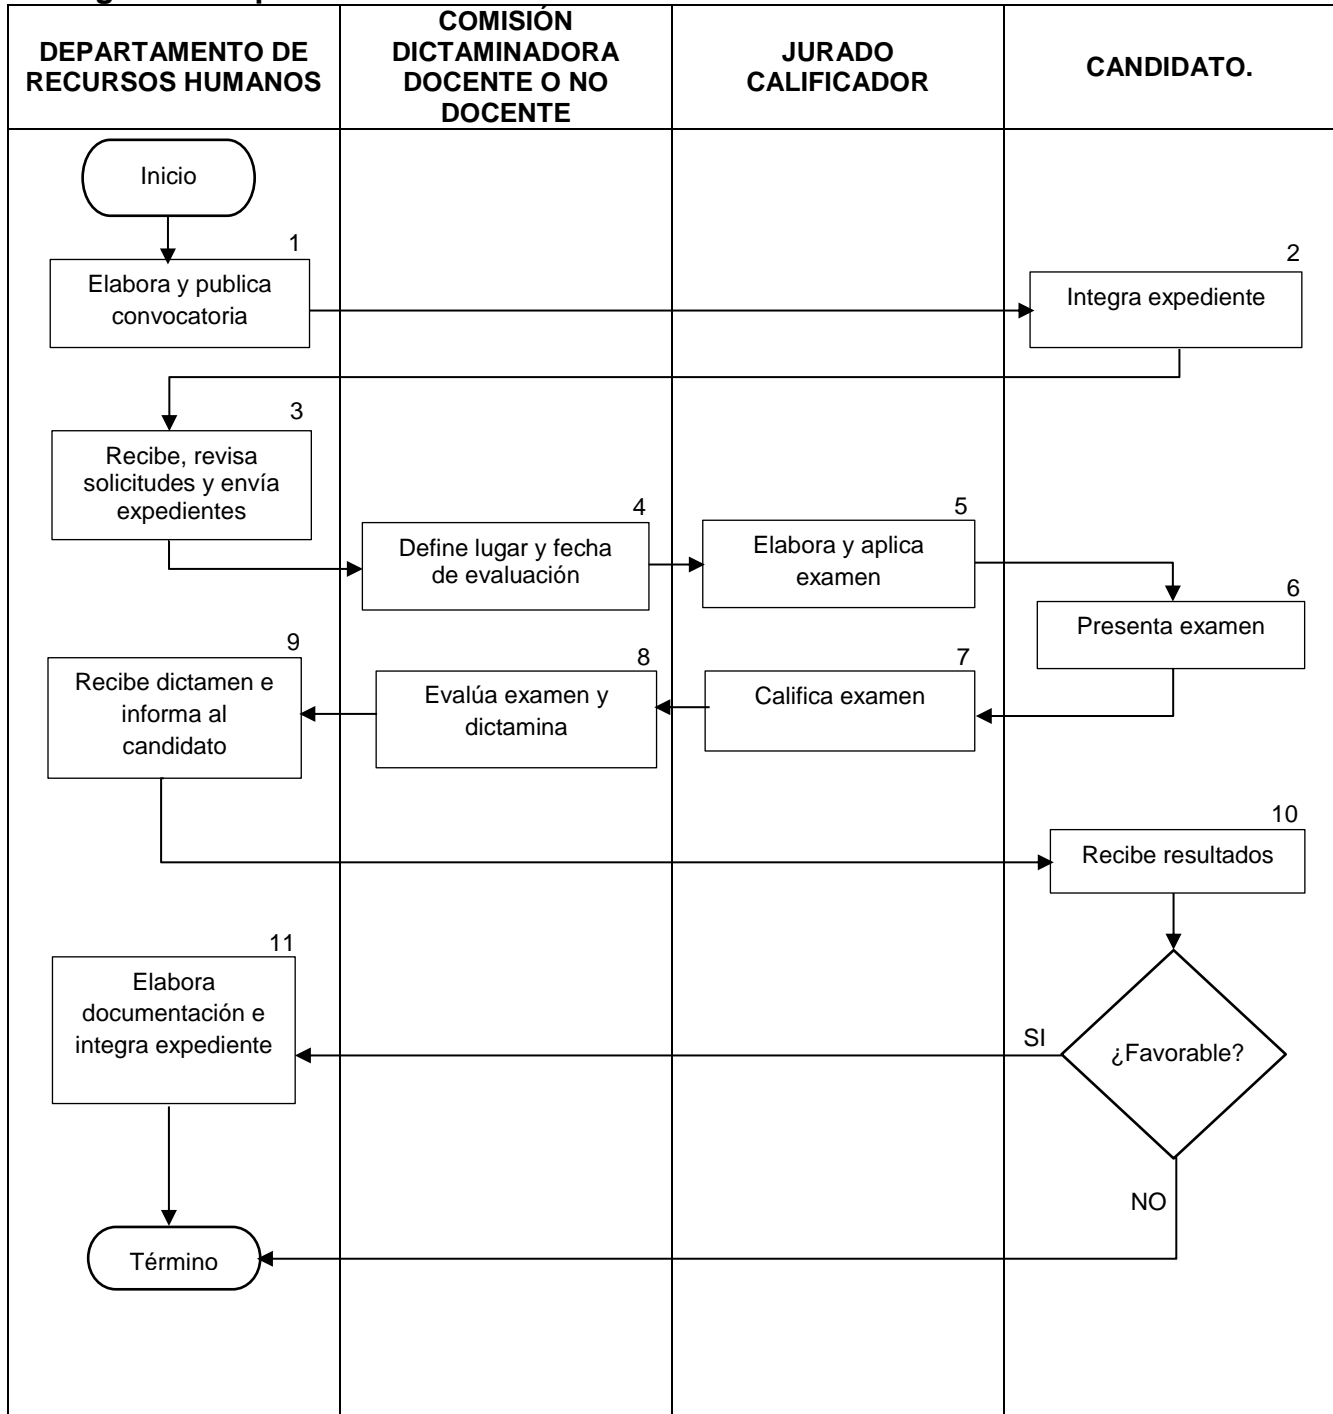 DEPARTAMENTO DE
RECURSOS HUMANOS
COMISIÓN
DICTAMINADORA
DOCENTE O NO
DOCENTE
JURADO
CALIFICADOR
CANDIDATO.
Inicio
1
Elabora y publica
convocatoria
2
Integra expediente
3
Recibe, revisa
solicitudes y envía
expedientes
4
Define lugar y fecha
de evaluación
5
Elabora y aplica
examen
6
Presenta examen
7
Califica examen
8
Evalúa examen y
dictamina
9
Recibe dictamen e
informa al
candidato
10
Recibe resultados
¿Favorable?
SI
NO
11
Elabora
documentación e
integra expediente
Término